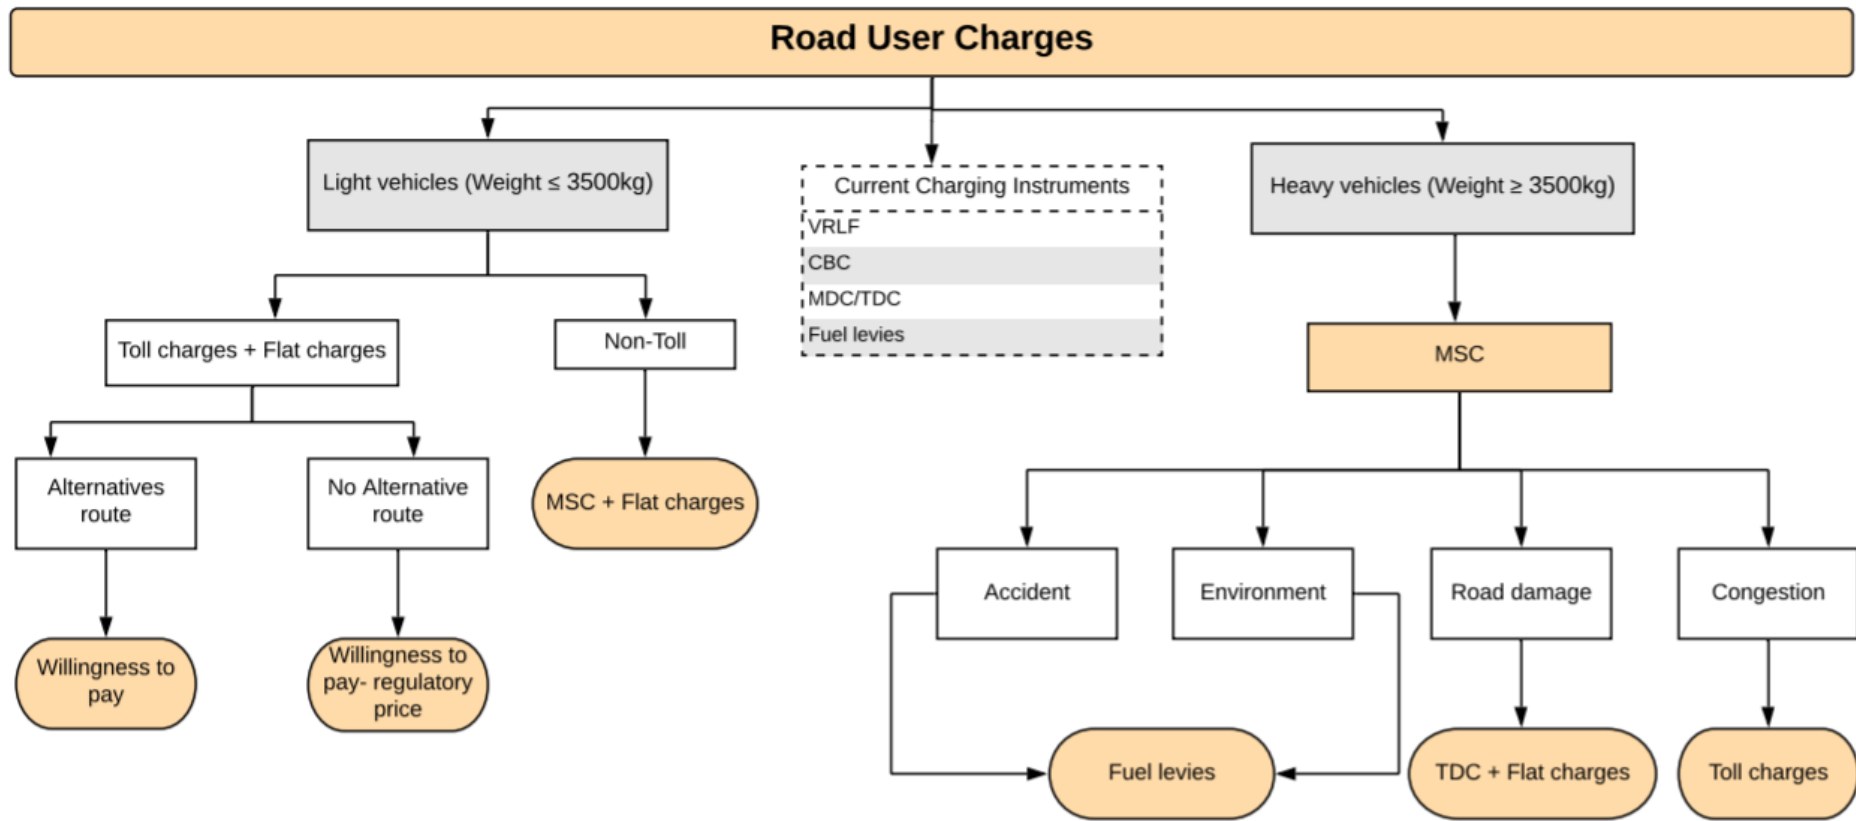 Road User Charges
Light vehicles (Weight ≤ 3500kg)
Current Charging Instruments
VRLF
CBC
MDC/TDC
Fuel levies
Heavy vehicles (Weight ≥ 3500kg)
Toll charges + Flat charges
Non-Toll
MSC
Alternatives
route
No Alternative
route
MSC + Flat charges
Accident
Environment
Road damage
Congestion
Willingness to
pay
Willingness to
pay- regulatory
price
Fuel levies
TDC + Flat charges
Toll charges